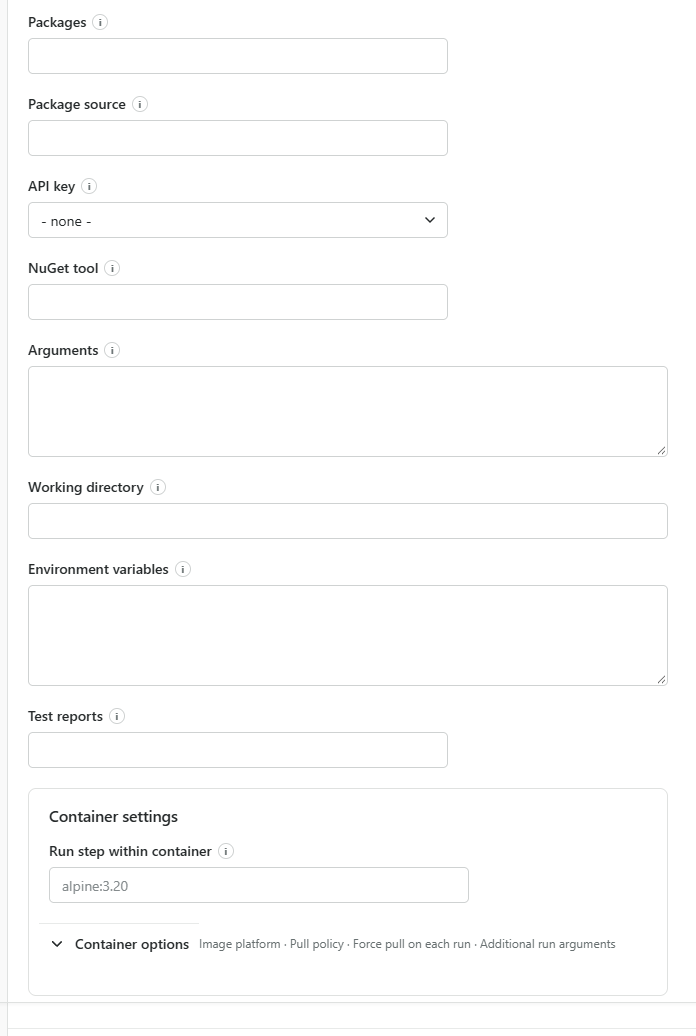 Packages
Package source
API key
- none -
NuGet tool
Arguments
Working directory
Environment variables
Test reports
Container settings
Run step within container
alpine:3.20
Container options Image platform · Pull policy · Force pull on each run · Additional run arguments